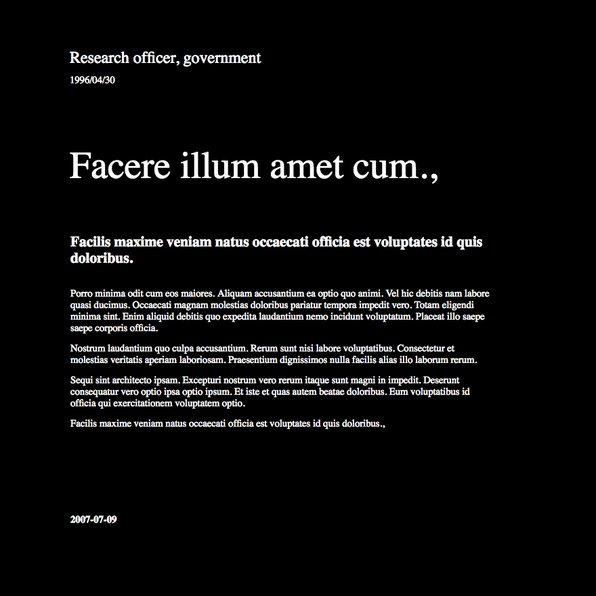 Research officer, government
1996/04/30
Facere illum amet cum.,
Facilis maxime veniam natus occaecati officia est voluptates id quis
doloribus.
Porro minima odit cum eos maiores. Aliquam accusantium ea optio quo animi. Vel hic debitis nam labore
quasi ducimus. Occaecati magnam molestias doloribus pariatur tempora impedit vero. Totam eligendi
minima sint. Enim aliquid debitis quo expedita laudantium nemo incidunt voluptatum. Placeat illo saepe
saepe corporis officia.
Nostrum laudantium quo culpa accusantium. Rerum sunt nisi labore voluptatibus. Consectetur et
molestias veritatis aperiam laboriosam. Praesentium dignissimos nulla facilis alias illo laborum rerum.
Sequi sint architecto ipsam. Excepturi nostrum vero rerum itaque sunt magni in impedit. Deserunt
consequatur vero optio ipsa optio ipsum. Et iste et quas autem beatae doloribus. Eum voluptatibus id
officia qui exercitationem voluptatem optio.
Facilis maxime veniam natus occaecati officia est voluptates id quis doloribus.,
2007-07-09